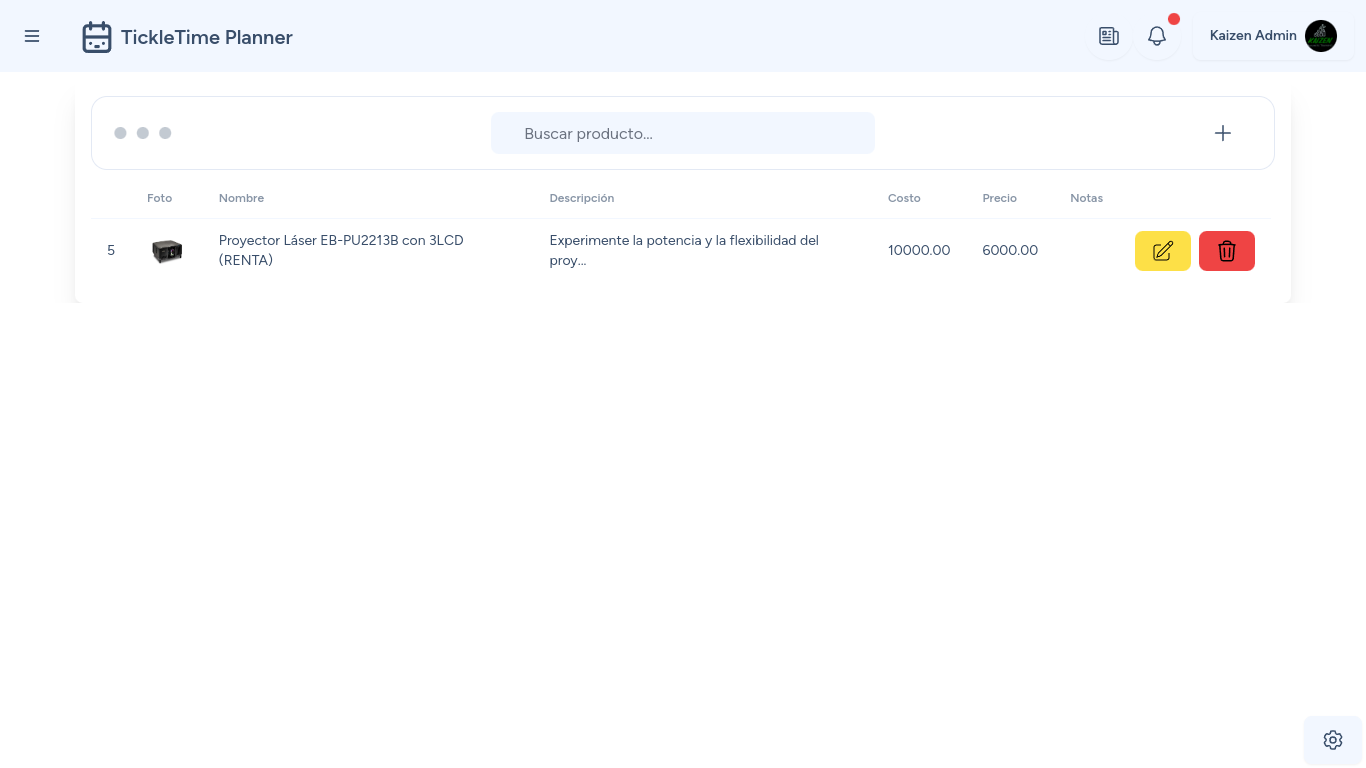 TickleTime Planner
Kaizen Admin
KAIZEN
Buscar producto...
Foto Nombre Descripción Costo Precio Notas
5 Proyector Láser EB-PU2213B con 3LCD (RENTA) Experimente la potencia y la flexibilidad del proy... 10000.00 6000.00